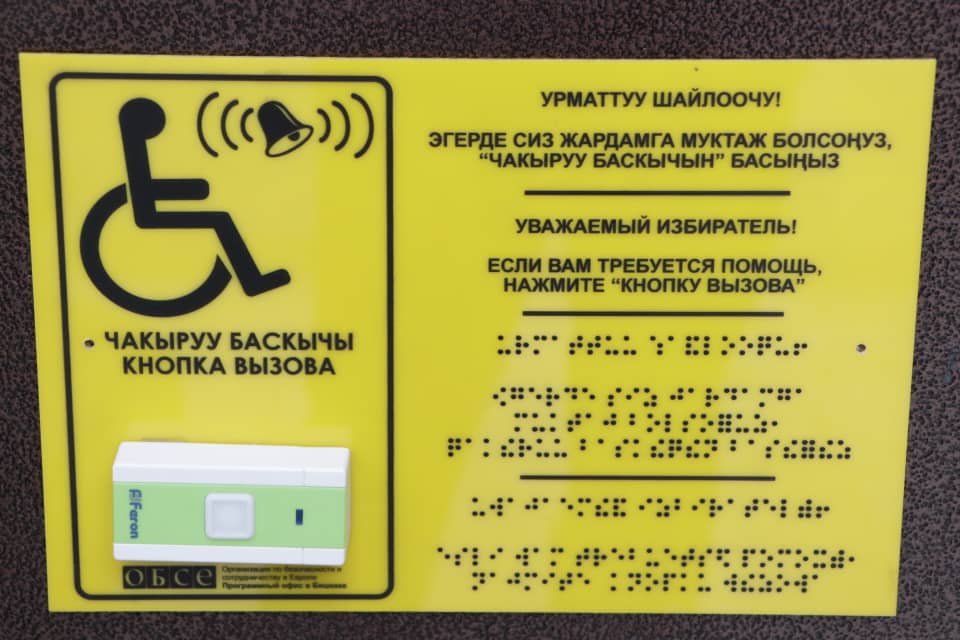 ЧАКЫРУУ БАСКЫЧЫ
КНОПКА ВЫЗОВА
Feron
ОБСЕ
Организация по безопасности и
сотрудничеству в Европе
Программный офис в Бишкеке
УРМАТТУУ ШАЙЛООЧУ!
ЭГЕРДЕ СИЗ ЖАРДАМГА МУКТАЖ БОЛСОҢУЗ,
“ЧАКЫРУУ БАСКЫЧЫН” БАСЫҢЫЗ
УВАЖАЕМЫЙ ИЗБИРАТЕЛЬ!
ЕСЛИ ВАМ ТРЕБУЕТСЯ ПОМОЩЬ,
НАЖМИТЕ “КНОПКУ ВЫЗОВА”